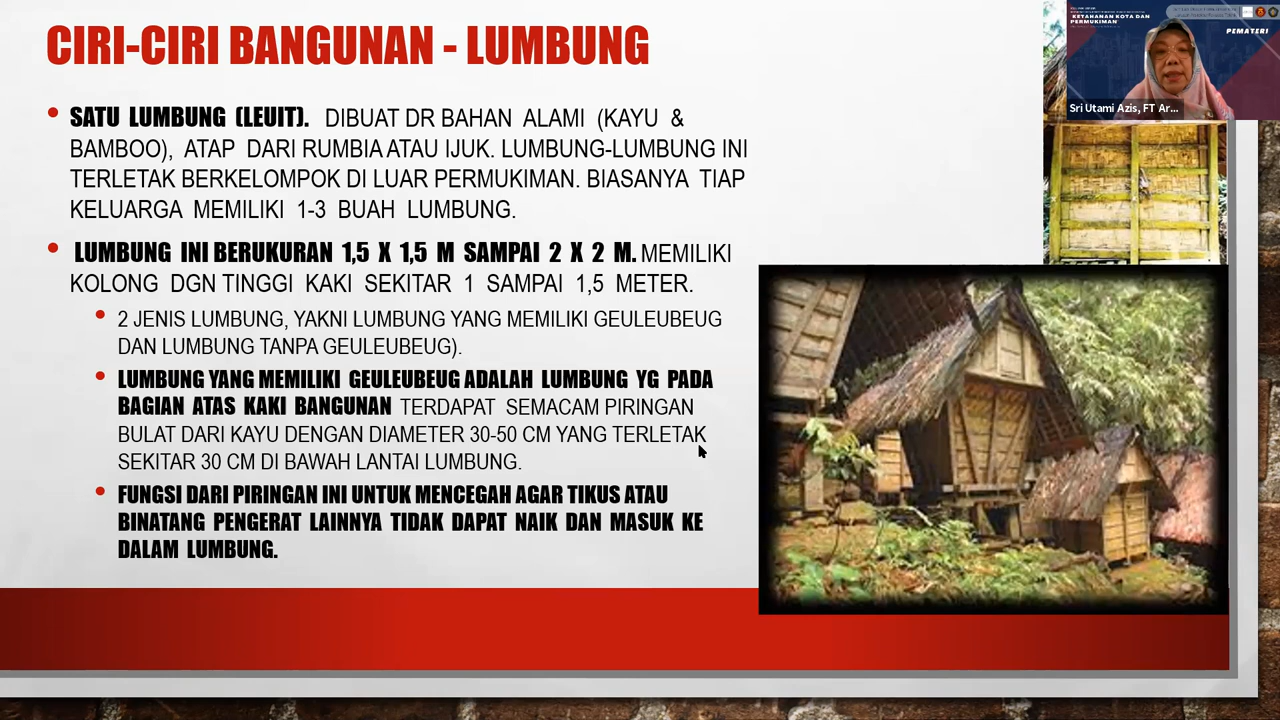 CIRI-CIRI BANGUNAN - LUMBUNG
SATU LUMBUNG (LEUIT). DIBUAT DR BAHAN ALAMI (KAYU &
BAMBOO), ATAP DARI RUMBIA ATAU IJUK. LUMBUNG-LUMBUNG INI
TERLETAK BERKELOMPOK DI LUAR PERMUKIMAN. BIASANYA TIAP
KELUARGA MEMILIKI 1-3 BUAH LUMBUNG.
LUMBUNG INI BERUKURAN 1,5 X 1,5 M SAMPAI 2 X 2 M. MEMILIKI
KOLONG DGN TINGGI KAKI SEKITAR 1 SAMPAI 1,5 METER.
2 JENIS LUMBUNG, YAKNI LUMBUNG YANG MEMILIKI GEULEUBEUG
DAN LUMBUNG TANPA GEULEUBEUG).
LUMBUNG YANG MEMILIKI GEULEUBEUG ADALAH LUMBUNG YG PADA
BAGIAN ATAS KAKI BANGUNAN TERDAPAT SEMACAM PIRINGAN
BULAT DARI KAYU DENGAN DIAMETER 30-50 CM YANG TERLETAK
SEKITAR 30 CM DI BAWAH LANTAI LUMBUNG.
FUNGSI DARI PIRINGAN INI UNTUK MENCEGAH AGAR TIKUS ATAU
BINATANG PENGERAT LAINNYA TIDAK DAPAT NAIK DAN MASUK KE
DALAM LUMBUNG.
KETAHANAN KOTA DAN
PERMUKIMAN
PEMATERI
Sri Utami Azis, FT Ar...